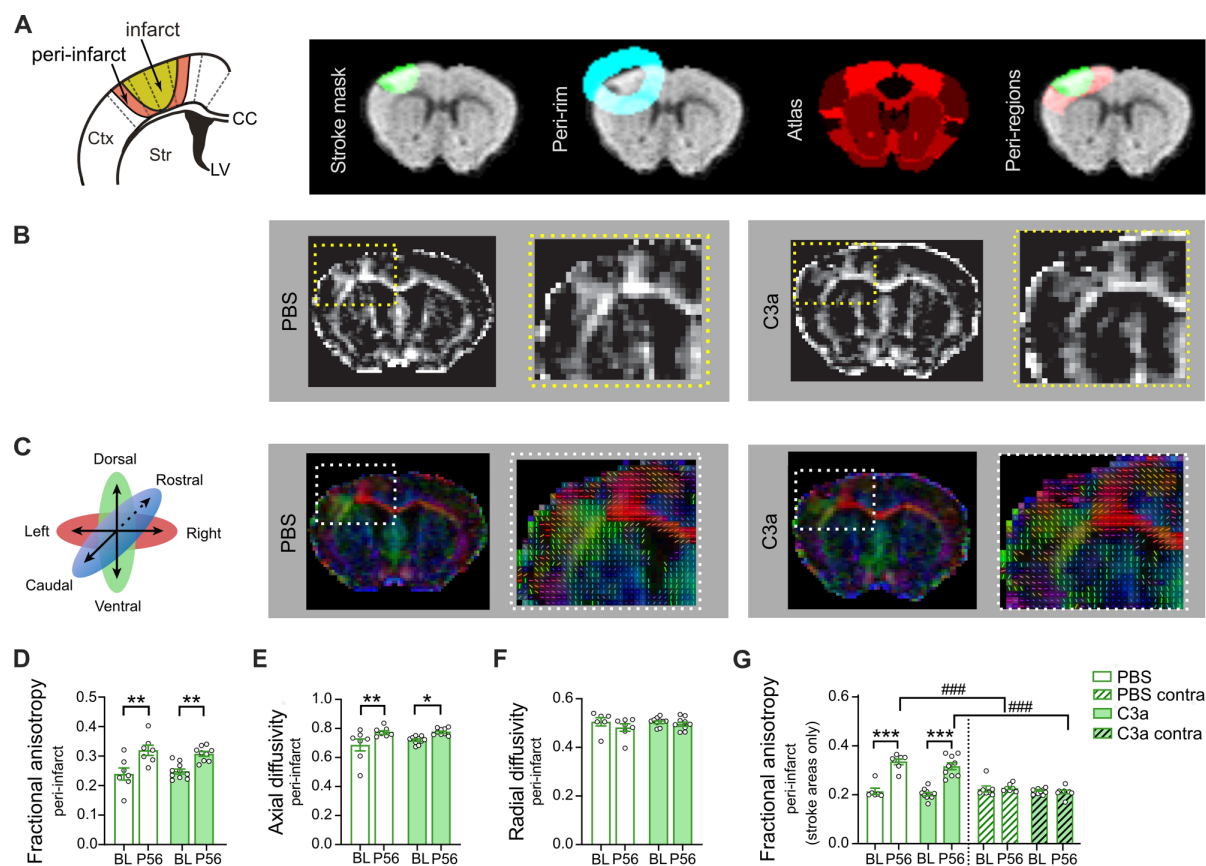 A
infarct
peri-infarct
Ctx
Str
CC
LV
Stroke mask
Peri-rim
Atlas
Peri-regions
B
PBS
C3a
C
Dorsal
Rostral
Left
Right
Caudal
Ventral
PBS
C3a
D
Fractional anisotropy
peri-infarct
0.5
0.4
0.3
0.2
0.1
0.0
**
**
BL P56 BL P56
E
Axial diffusivity
peri-infarct
1.0
0.8
0.6
0.4
0.2
0.0
**
*
BL P56 BL P56
F
Radial diffusivity
peri-infarct
0.6
0.4
0.2
0.0
BL P56 BL P56
G
Fractional anisotropy
peri-infarct
(stroke areas only)
0.6
0.4
0.2
0.0
***
***
###
###
BL P56 BL P56 BL P56 BL P56
PBS
PBS contra
C3a
C3a contra